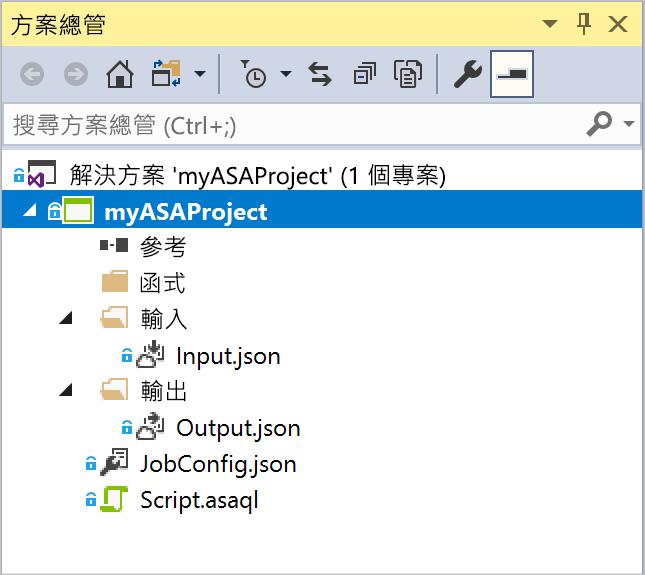 方案總管
搜尋方案總管 (Ctrl+;)
解決方案 'myASAProject' (1 個專案)
myASAProject
參考
函式
輸入
Input.json
輸出
Output.json
JobConfig.json
Script.asaql